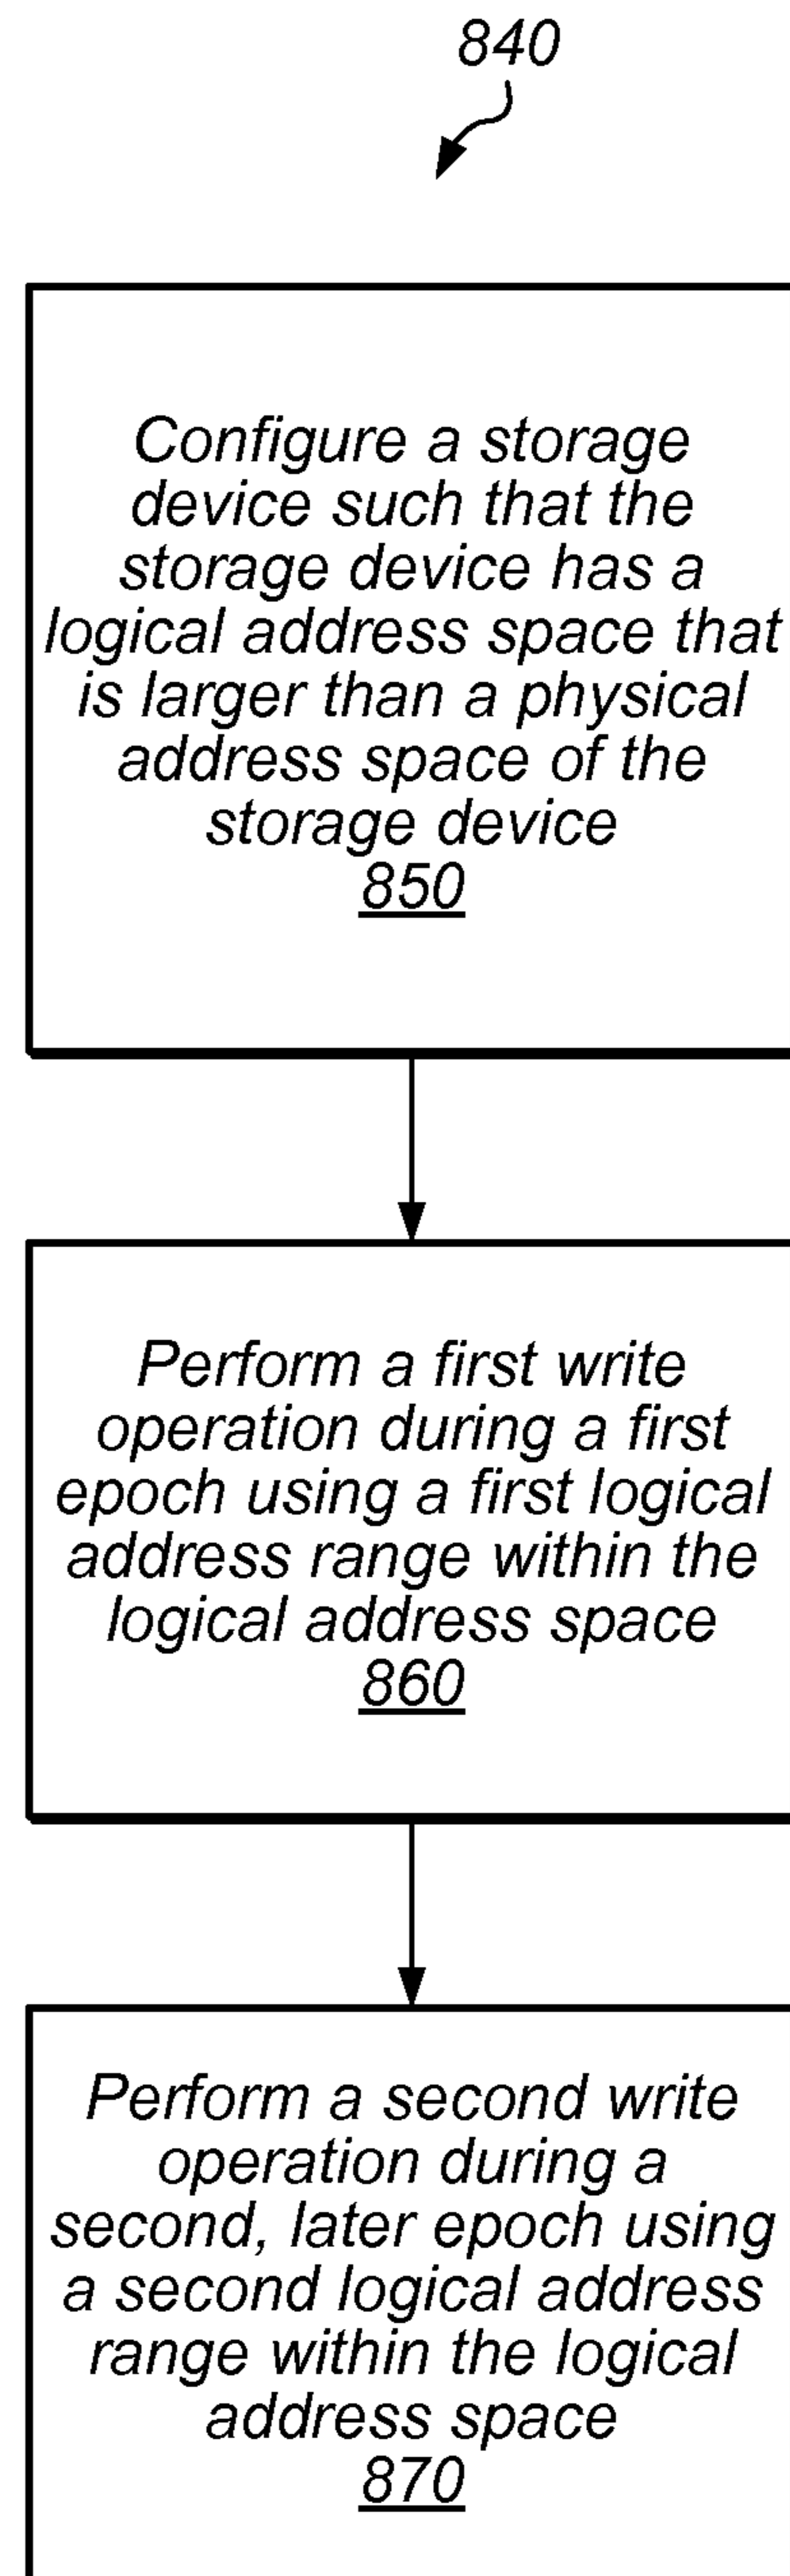 840
Configure a storage
device such that the
storage device has a
logical address space that
is larger than a physical
address space of the
storage device
850
Perform a first write
operation during a first
epoch using a first logical
address range within the
logical address space
860
Perform a second write
operation during a
second, later epoch using
a second logical address
range within the logical
address space
870